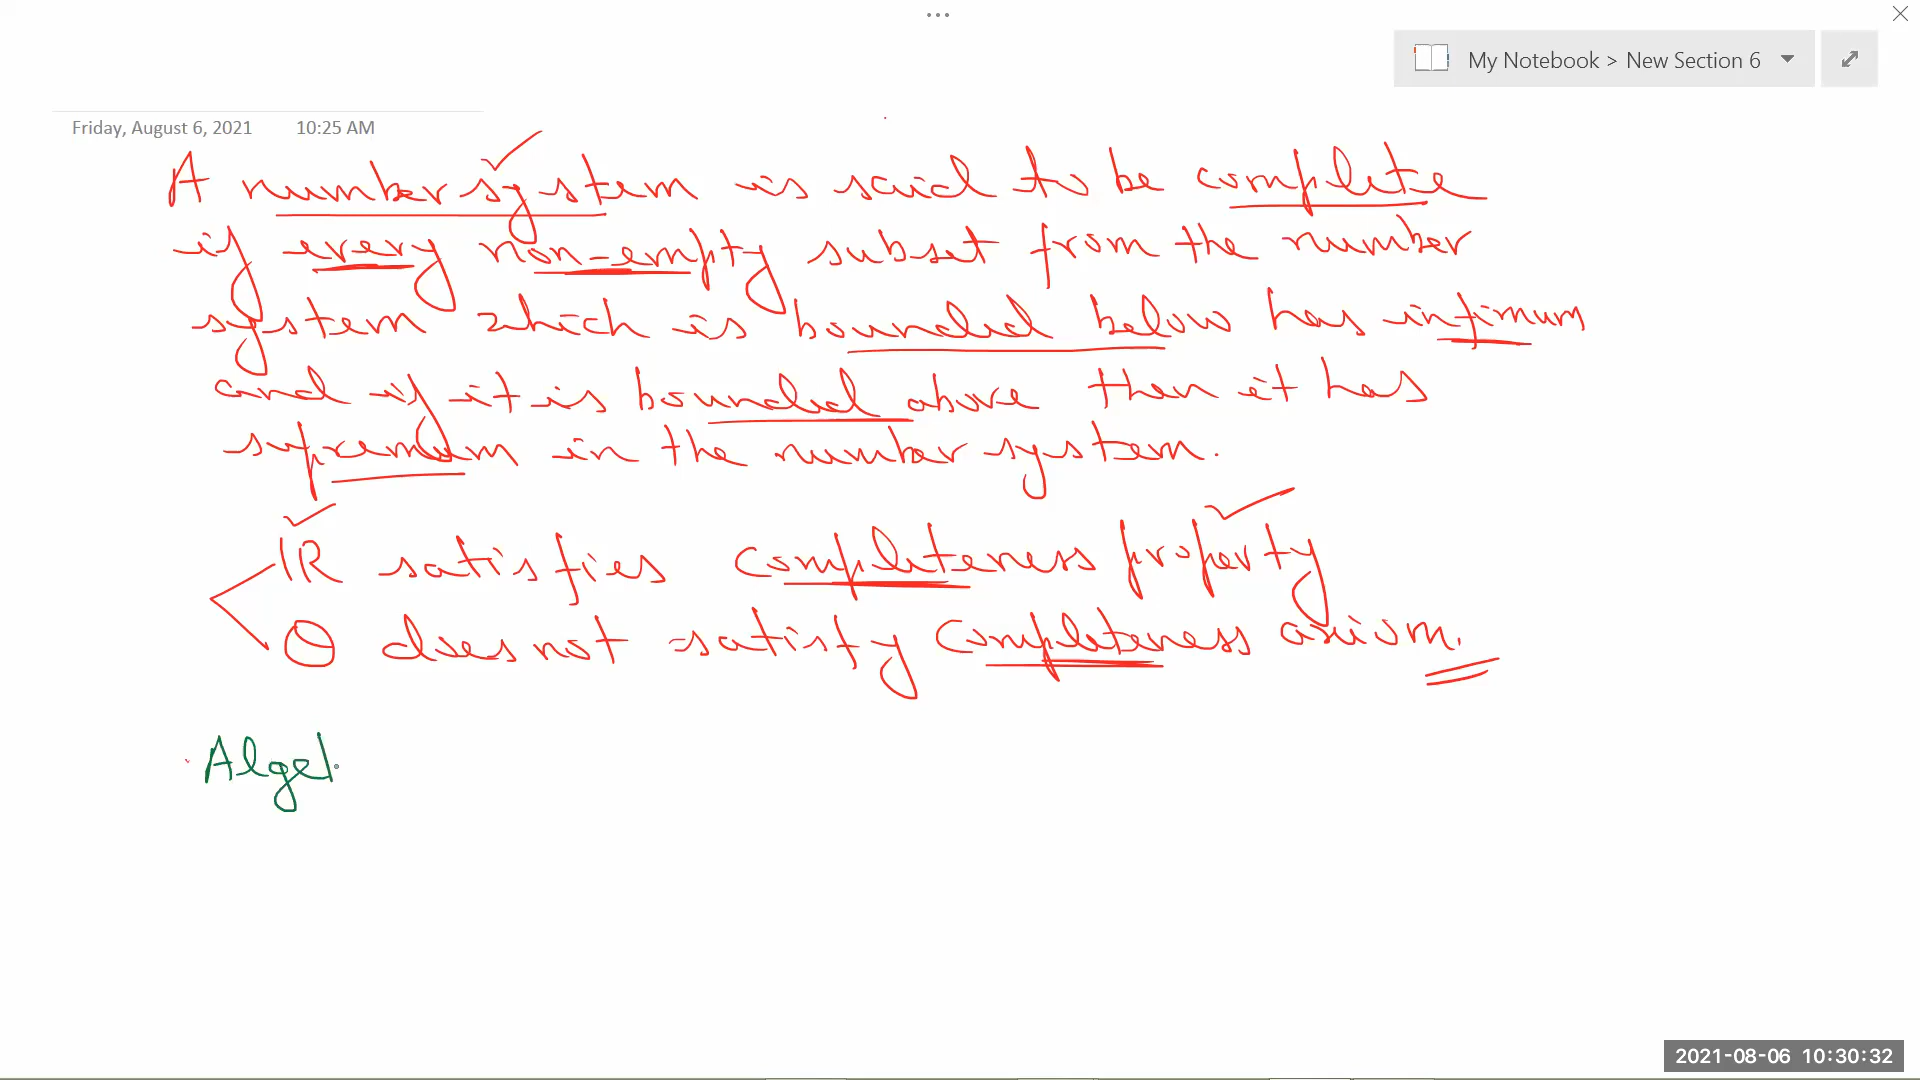 My Notebook > New Section 6
Friday, August 6, 2021 10:25 AM
A number system is said to be complete
if every non-empty subset from the number
system which is bounded below has infimum
and if it is bounded above then it has
supremum in the number system.
ℝ satisfies completeness property
Q does not satisfy completeness axiom.
Algeb
2021-08-06 10:30:32